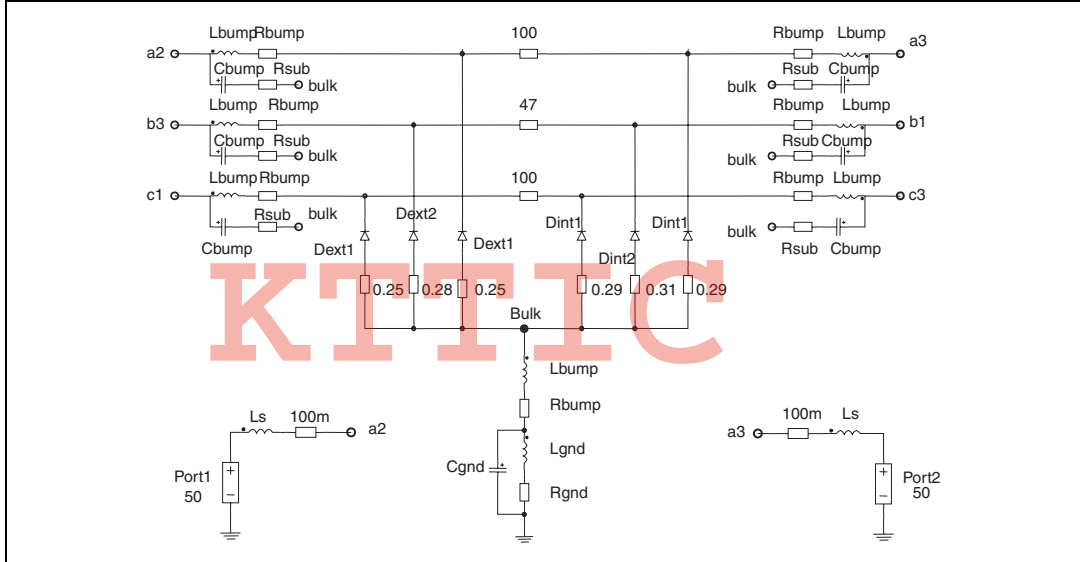 LbumpRbump 100 Rbump Lbump
a2 a3
Cbump Rsub bulk bulk Rsub Cbump
Lbump Rbump 47 Rbump Lbump
b3 b1
Cbump Rsub bulk bulk Rsub Cbump
Lbump Rbump 100 Rbump Lbump
c1 c3
Rsub bulk Dext2 Dint1 Dint1 bulk
Cbump Dext1 Dext1 Dint2 Rsub Cbump
KTTIC
0.25 0.28 0.25 0.29 0.31 0.29
Bulk
Lbump
Rbump
Ls 100m a2 a3 100m Ls
Cgnd Lgnd
Port1 Rgnd Port2
50 50
+ +
− −